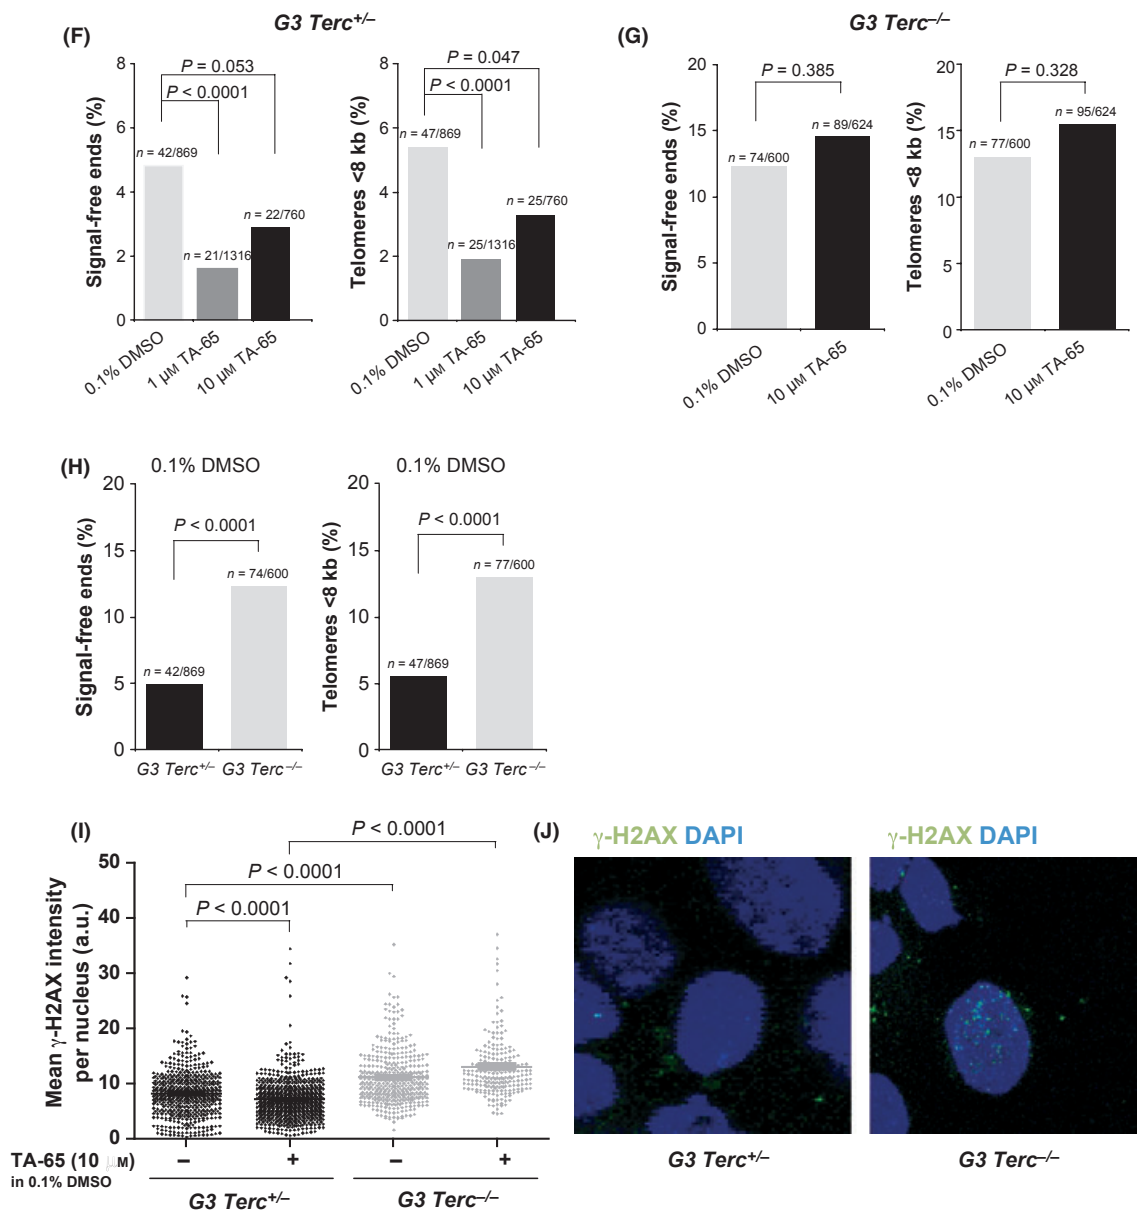 (F)
G3 Terc+/–
(G)
G3 Terc–/–
Signal-free ends (%)
8
6
4
2
0
P = 0.053
P < 0.0001
n = 42/869
n = 21/1316
n = 22/760
0.1% DMSO
1 μM TA-65
10 μM TA-65
Telomeres <8 kb (%)
8
6
4
2
0
P = 0.047
P < 0.0001
n = 47/869
n = 25/1316
n = 25/760
0.1% DMSO
1 μM TA-65
10 μM TA-65
Signal-free ends (%)
20
15
10
15
5
0
P = 0.385
n = 74/600
n = 89/624
0.1% DMSO
10 μM TA-65
Telomeres <8 kb (%)
20
15
10
15
5
0
P = 0.328
n = 77/600
n = 95/624
0.1% DMSO
10 μM TA-65
(H)
0.1% DMSO
Signal-free ends (%)
20
15
10
5
0
P < 0.0001
n = 42/869
n = 74/600
G3 Terc+/–
G3 Terc–/–
0.1% DMSO
Telomeres <8 kb (%)
20
15
10
5
0
P < 0.0001
n = 47/869
n = 77/600
G3 Terc+/–
G3 Terc–/–
(I)
Mean γ-H2AX intensity
per nucleus (a.u.)
50
40
30
20
10
0
P < 0.0001
P < 0.0001
P < 0.0001
TA-65 (10 μM)
in 0.1% DMSO
– + – +
G3 Terc+/–
G3 Terc–/–
(J)
γ-H2AX DAPI
γ-H2AX DAPI
G3 Terc+/–
G3 Terc–/–